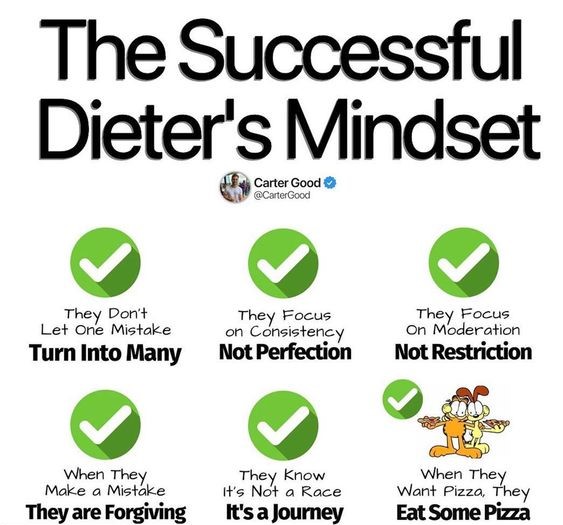 The Successful
Dieter's Mindset
Carter Good
@CarterGood
They Don't
Let One Mistake
Turn Into Many
They Focus
on Consistency
Not Perfection
They Focus
On Moderation
Not Restriction
When They
Make a Mistake
They are Forgiving
They Know
It's Not a Race
It's a Journey
When They
Want Pizza, They
Eat Some Pizza